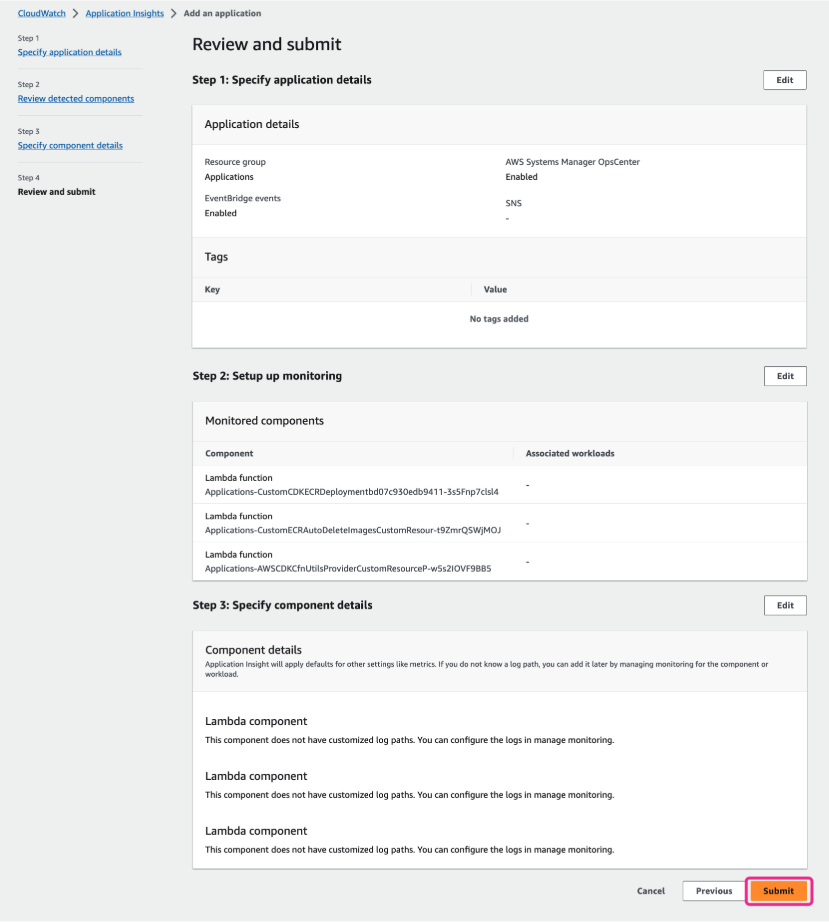 CloudWatch > Application Insights > Add an application
Step 1
Specify application details
Step 2
Review detected components
Step 3
Specify component details
Step 4
Review and submit
Review and submit
Step 1: Specify application details
Edit
Application details
Resource group
Applications
AWS Systems Manager OpsCenter
Enabled
EventBridge events
Enabled
SNS
-
Tags
Key Value
No tags added
Step 2: Setup up monitoring
Edit
Monitored components
Component Associated workloads
Lambda function
Applications-CustomCDKECRDeploymentbd07c930edb9411-3s5Fnp7clsl4
-
Lambda function
Applications-CustomECRAutoDeleteImagesCustomResour-t9ZmrQSWjMOJ
-
Lambda function
Applications-AWSCDKCfnUtilsProviderCustomResourceP-w5s2IOVF9BB5
-
Step 3: Specify component details
Edit
Component details
Application Insight will apply defaults for other settings like metrics. If you do not know a log path, you can add it later by managing monitoring for the component or
workload.
Lambda component
This component does not have customized log paths. You can configure the logs in manage monitoring.
Lambda component
This component does not have customized log paths. You can configure the logs in manage monitoring.
Lambda component
This component does not have customized log paths. You can configure the logs in manage monitoring.
Cancel Previous Submit